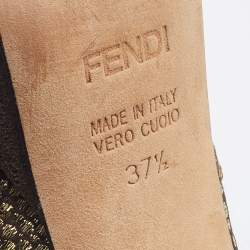 FENDI
MADE IN ITALY
VERO CUOIO
37½